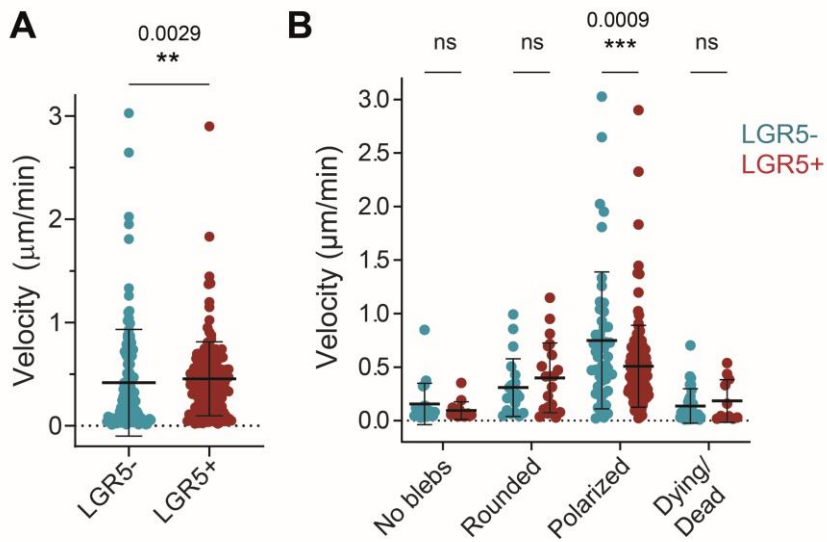 A
0.0029
**
Velocity (µm/min)
3
2
1
0
LGR5-
LGR5+
B
ns
ns
0.0009
***
ns
Velocity (µm/min)
3.0
2.5
2.0
1.5
1.0
0.5
0.0
LGR5-
LGR5+
No blebs
Rounded
Polarized
Dying/
Dead